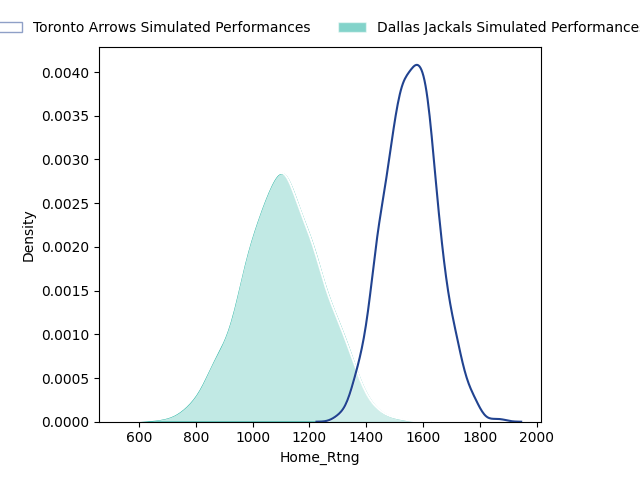 Toronto Arrows Simulated Performances
Dallas Jackals Simulated Performance
0.0040
0.0035
0.0030
0.0025
0.0020
0.0015
0.0010
0.0005
0.0000
Density
600 800 1000 1200 1400 1600 1800 2000
Home_Rtng